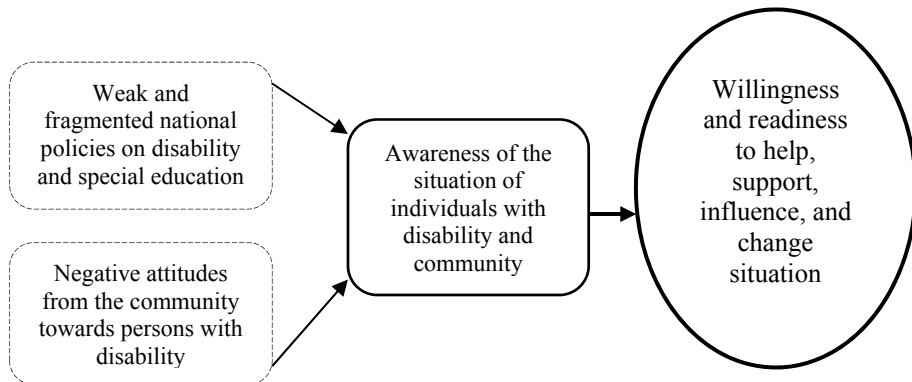 Weak and
fragmented national
policies on disability
and special education
Negative attitudes
from the community
towards persons with
disability
Awareness of the
situation of
individuals with
disability and
community
Willingness
and readiness
to help,
support,
influence, and
change
situation